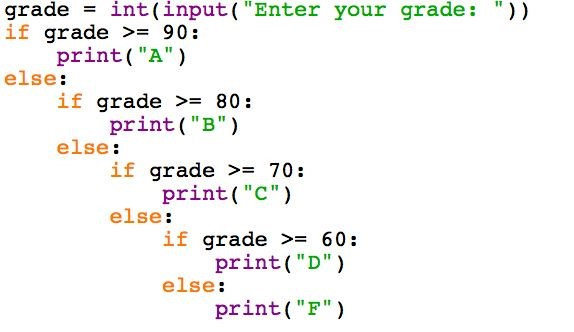 grade = int(input("Enter your grade: "))
if grade >= 90:
    print("A")
else:
    if grade >= 80:
        print("B")
    else:
        if grade >= 70:
            print("C")
        else:
            if grade >= 60:
                print("D")
            else:
                print("F")